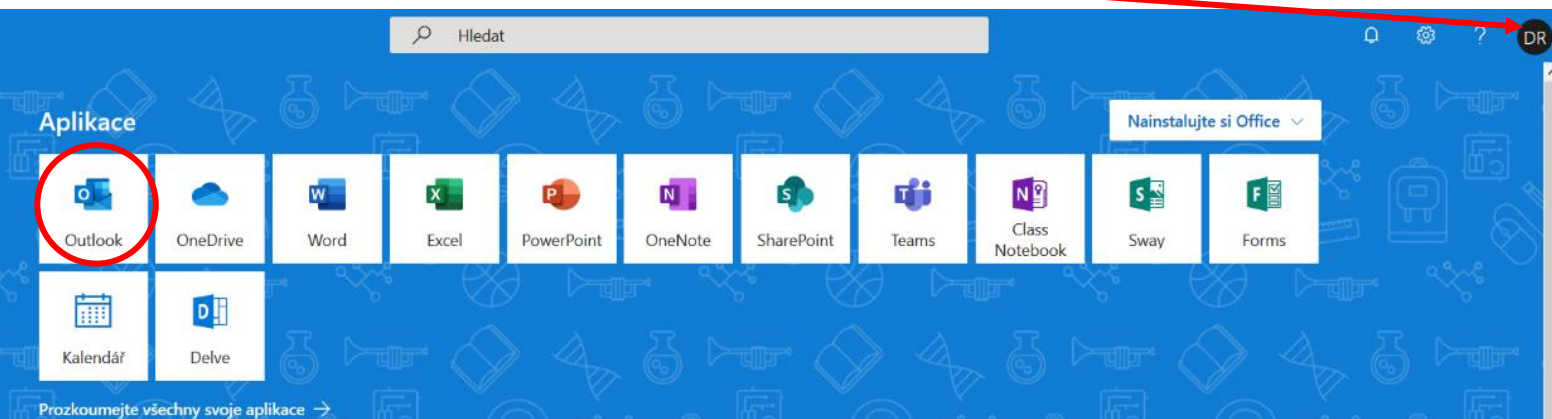 Hledat
? DR
Aplikace
Nainstalujte si Office
Outlook OneDrive Word Excel PowerPoint OneNote SharePoint Teams Class Notebook Sway Forms
Kalendář Delve
Prozkoumejte všechny svoje aplikace →